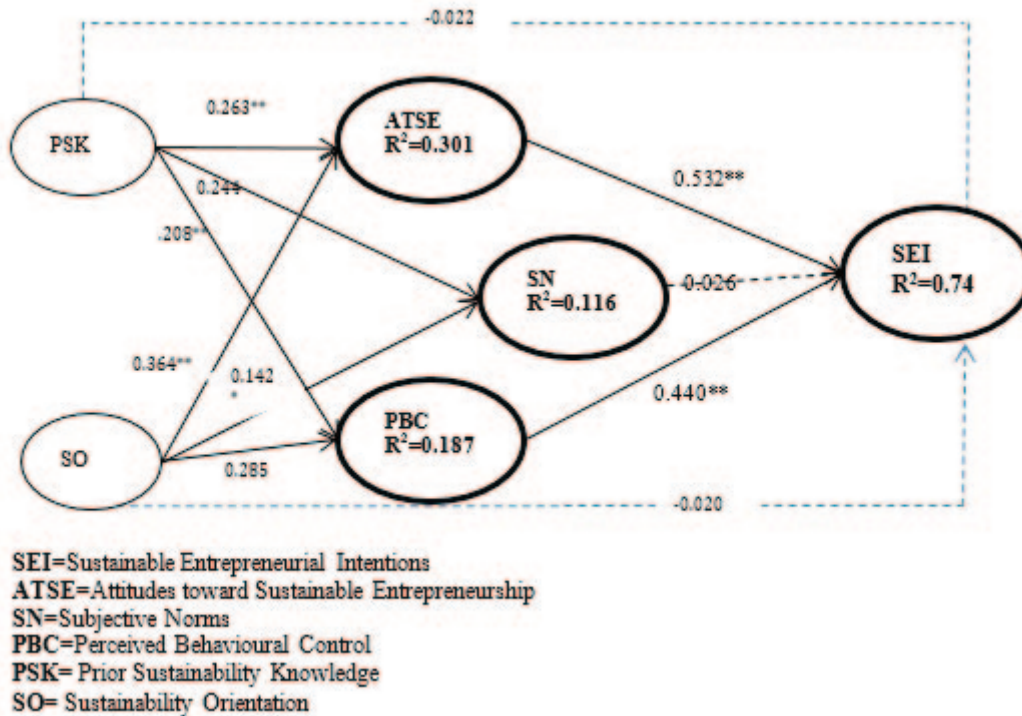 -0.022
0.263**
ATSE
R²=0.301
PSK
0.244
0.532**
.208**
SEI
R²=0.74
SN
R²=0.116
0.026
0.364**
0.142
*
0.440**
PBC
R²=0.187
SO
0.285
-0.020
SEI=Sustainable Entrepreneurial Intentions
ATSE=Attitudes toward Sustainable Entrepreneurship
SN=Subjective Norms
PBC=Perceived Behavioural Control
PSK= Prior Sustainability Knowledge
SO= Sustainability Orientation